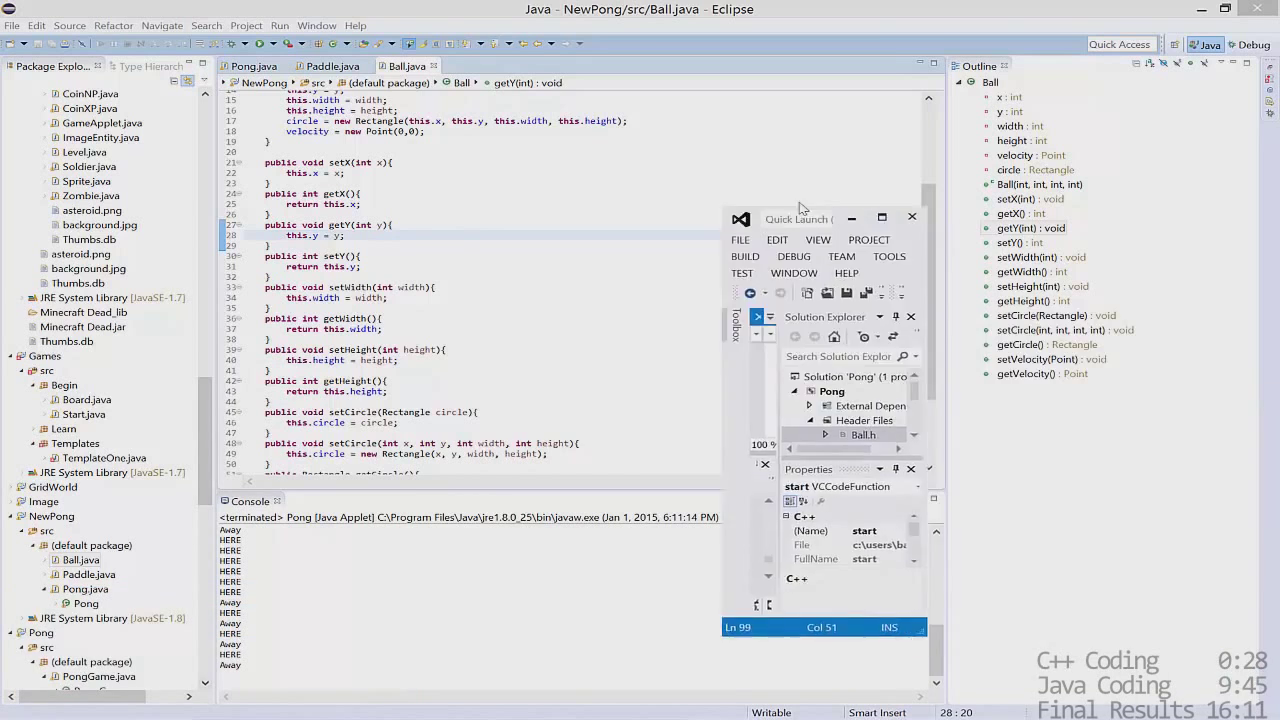 Java - NewPong/src/Ball.java - Eclipse
File Edit Source Refactor Navigate Search Project Run Window Help
Quick Access Java Debug
Package Explo... Type Hierarch
CoinNP.java
CoinXP.java
GameApplet.java
ImageEntity.java
Level.java
Soldier.java
Sprite.java
Zombie.java
asteroid.png
background.jpg
Thumbs.db
asteroid.png
background.jpg
Thumbs.db
JRE System Library [JavaSE-1.7]
Minecraft Dead_lib
Minecraft Dead.jar
Thumbs.db
Games
src
Begin
Board.java
Start.java
Learn
Templates
TemplateOne.java
JRE System Library [JavaSE-1.7]
GridWorld
Image
NewPong
src
(default package)
Ball.java
Paddle.java
Pong.java
Pong
JRE System Library [JavaSE-1.8]
Pong
src
(default package)
PongGame.java
Pong.java Paddle.java Ball.java
NewPong src (default package) Ball getY(int) : void
14 this.y = y;
15 this.width = width;
16 this.height = height;
17 circle = new Rectangle(this.x, this.y, this.width, this.height);
18 velocity = new Point(0,0);
19 }
20
21 public void setX(int x){
22 this.x = x;
23 }
24 public int getX(){
25 return this.x;
26 }
27 public void getY(int y){
28 this.y = y;
29 }
30 public int setY(){
31 return this.y;
32 }
33 public void setWidth(int width){
34 this.width = width;
35 }
36 public int getWidth(){
37 return this.width;
38 }
39 public void setHeight(int height){
40 this.height = height;
41 }
42 public int getHeight(){
43 return this.height;
44 }
45 public void setCircle(Rectangle circle){
46 this.circle = circle;
47 }
48 public void setCircle(int x, int y, int width, int height){
49 this.circle = new Rectangle(x, y, width, height);
50 }
51 public Rectangle getCircle(){
Console
<terminated> Pong [Java Applet] C:\Program Files\Java\jre1.8.0_25\bin\javaw.exe (Jan 1, 2015, 6:11:14 PM)
Away
HERE
HERE
HERE
HERE
HERE
HERE
Away
HERE
Away
HERE
Away
HERE
Away
Quick Launch (
FILE EDIT VIEW PROJECT
BUILD DEBUG TEAM TOOLS
TEST WINDOW HELP
Toolbox
Solution Explorer
Search Solution Explor
Solution 'Pong' (1 pro
Pong
External Depen
Header Files
Ball.h
100 %
Properties
start VCCodeFunction
C++
(Name) start
File c:\users\ba
FullName start
C++
Ln 99 Col 51 INS
Outline
Ball
x : int
y : int
width : int
height : int
velocity : Point
circle : Rectangle
Ball(int, int, int, int)
setX(int) : void
getX() : int
getY(int) : void
setY() : int
setWidth(int) : void
getWidth() : int
setHeight(int) : void
getHeight() : int
setCircle(Rectangle) : void
setCircle(int, int, int, int) : void
getCircle() : Rectangle
setVelocity(Point) : void
getVelocity() : Point
C++ Coding 0:28
Java Coding 9:45
Final Results 16:11
Writable Smart Insert 28 : 20